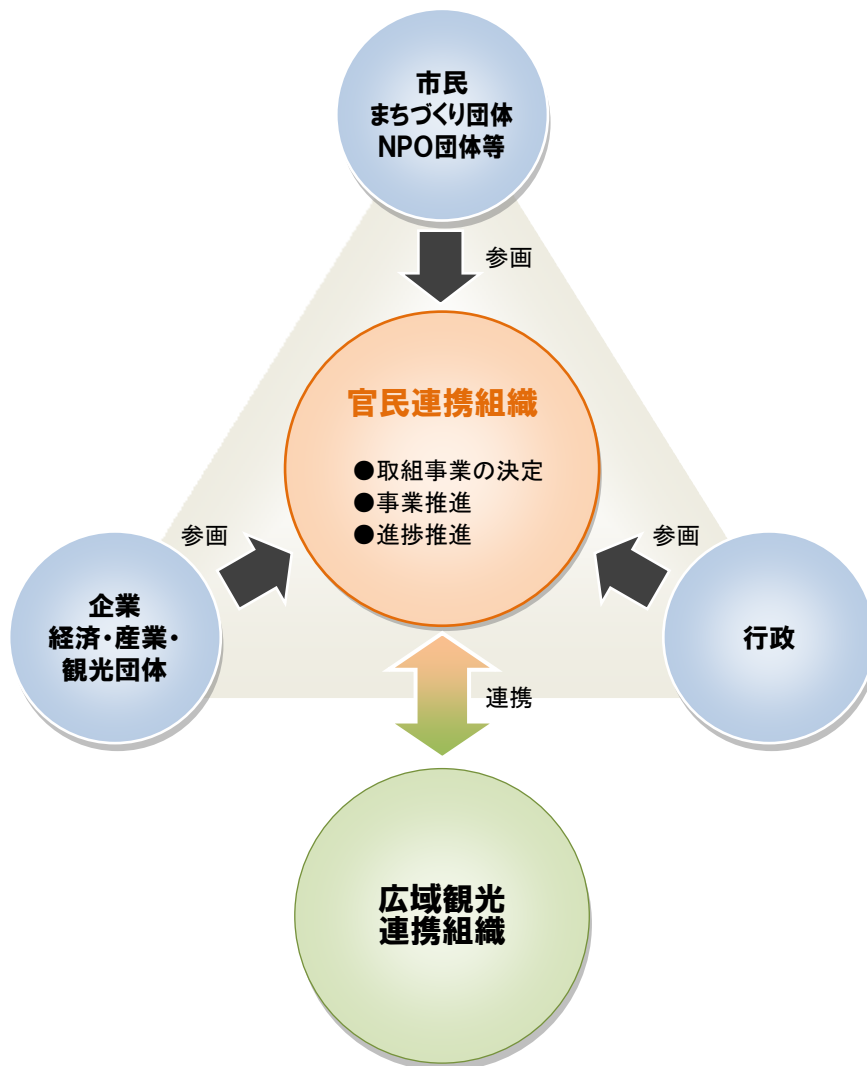 市民
まちづくり団体
NPO団体等
参画
官民連携組織
●取組事業の決定
●事業推進
●進捗推進
参画
参画
企業
経済・産業・
観光団体
行政
連携
広域観光
連携組織